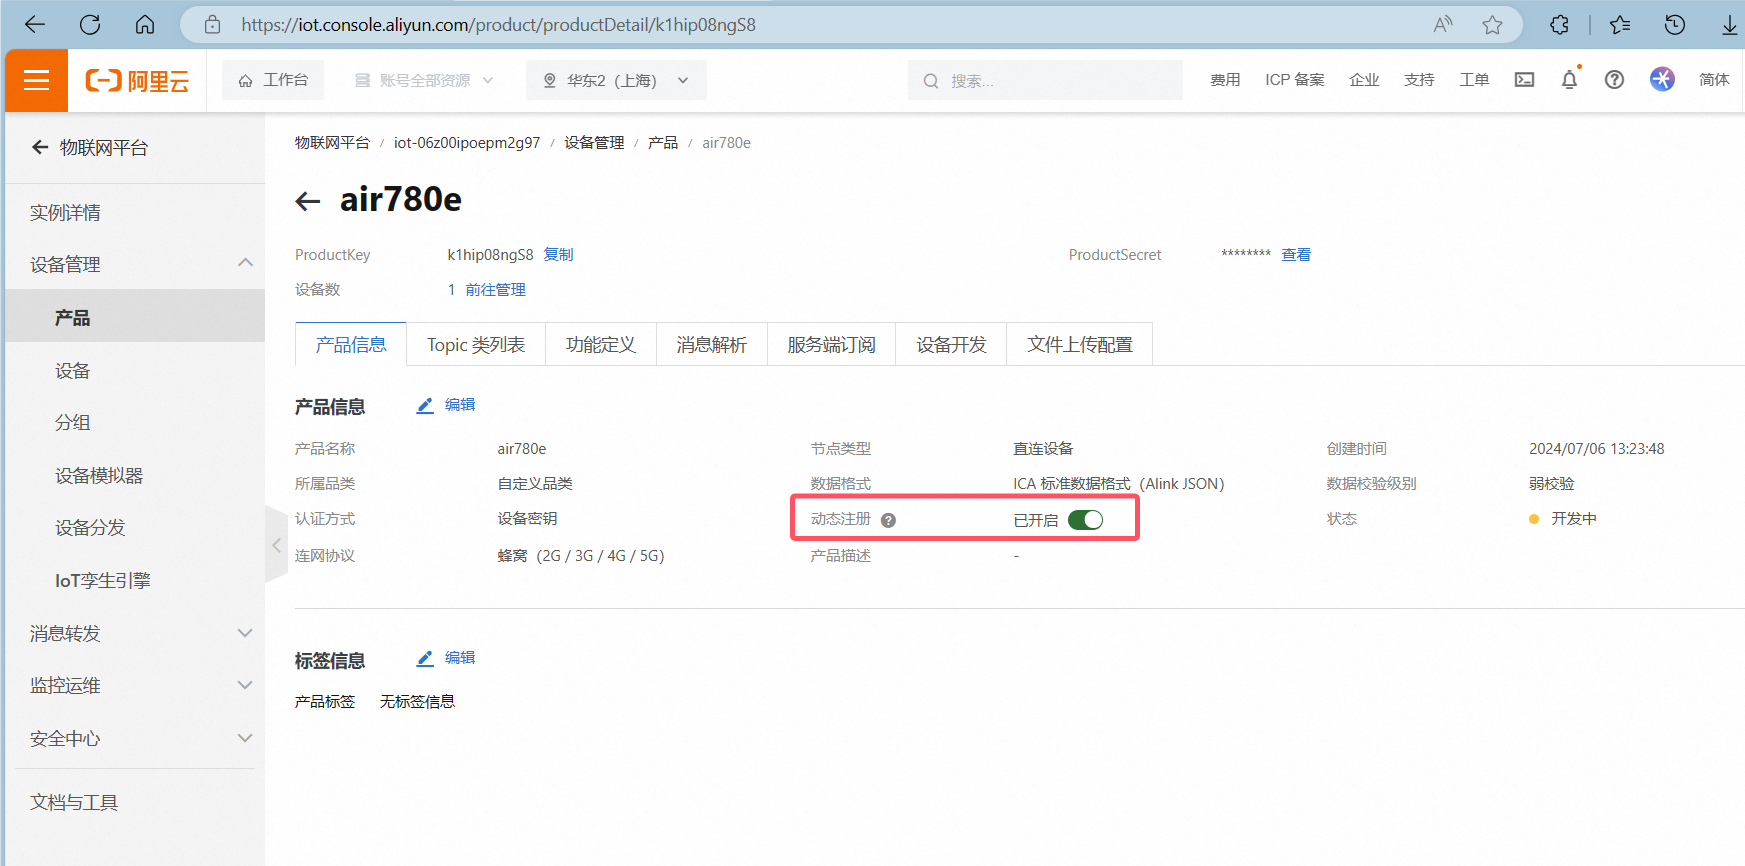 https://iot.console.aliyun.com/product/productDetail/k1hip08ngS8
阿里云 工作台 账号全部资源 华东2（上海） 搜索... 费用 ICP 备案 企业 支持 工单 简体
物联网平台
实例详情
设备管理
产品
设备
分组
设备模拟器
设备分发
IoT孪生引擎
消息转发
监控运维
安全中心
文档与工具
物联网平台 / iot-06z00ipoepm2g97 / 设备管理 / 产品 / air780e
air780e
ProductKey k1hip08ngS8 复制 ProductSecret ******** 查看
设备数 1 前往管理
产品信息 Topic 类列表 功能定义 消息解析 服务端订阅 设备开发 文件上传配置
产品信息 编辑
产品名称 air780e 节点类型 直连设备 创建时间 2024/07/06 13:23:48
所属品类 自定义品类 数据格式 ICA 标准数据格式（Alink JSON） 数据校验级别 弱校验
认证方式 设备密钥 动态注册 已开启 状态 开发中
连网协议 蜂窝（2G / 3G / 4G / 5G） 产品描述 -
标签信息 编辑
产品标签 无标签信息